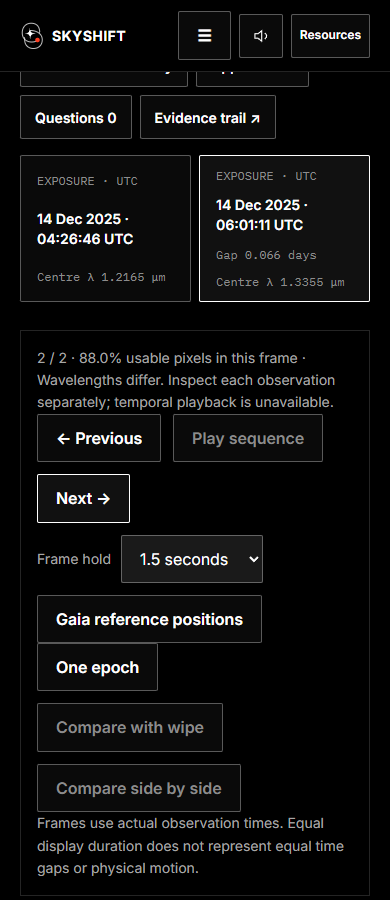 SKYSHIFT
Resources
Questions 0
Evidence trail ↗
EXPOSURE · UTC
14 Dec 2025 ·
04:26:46 UTC
Centre λ 1.2165 μm
EXPOSURE · UTC
14 Dec 2025 ·
06:01:11 UTC
Gap 0.066 days
Centre λ 1.3355 μm
2 / 2 · 88.0% usable pixels in this frame ·
Wavelengths differ. Inspect each observation
separately; temporal playback is unavailable.
← Previous
Play sequence
Next →
Frame hold
1.5 seconds
Gaia reference positions
One epoch
Compare with wipe
Compare side by side
Frames use actual observation times. Equal
display duration does not represent equal time
gaps or physical motion.